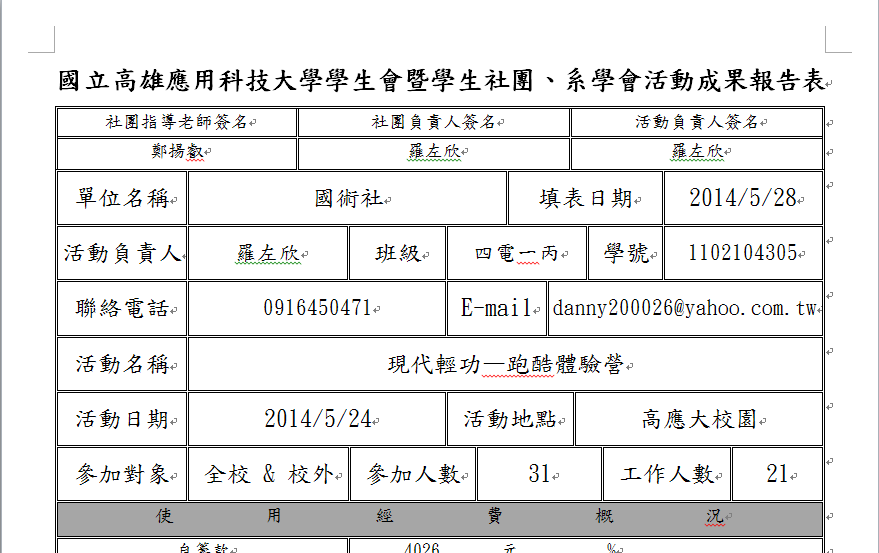 國立高雄應用科技大學學生會暨學生社團、系學會活動成果報告表
社團指導老師簽名 社團負責人簽名 活動負責人簽名
鄭揚叡 羅左欣 羅左欣
單位名稱 國術社 填表日期 2014/5/28
活動負責人 羅左欣 班級 四電一丙 學號 1102104305
聯絡電話 0916450471 E-mail danny200026@yahoo.com.tw
活動名稱 現代輕功—跑酷體驗營
活動日期 2014/5/24 活動地點 高應大校園
參加對象 全校 & 校外 參加人數 31 工作人數 21
使 用 經 費 概 況
自籌款 4026 元 %